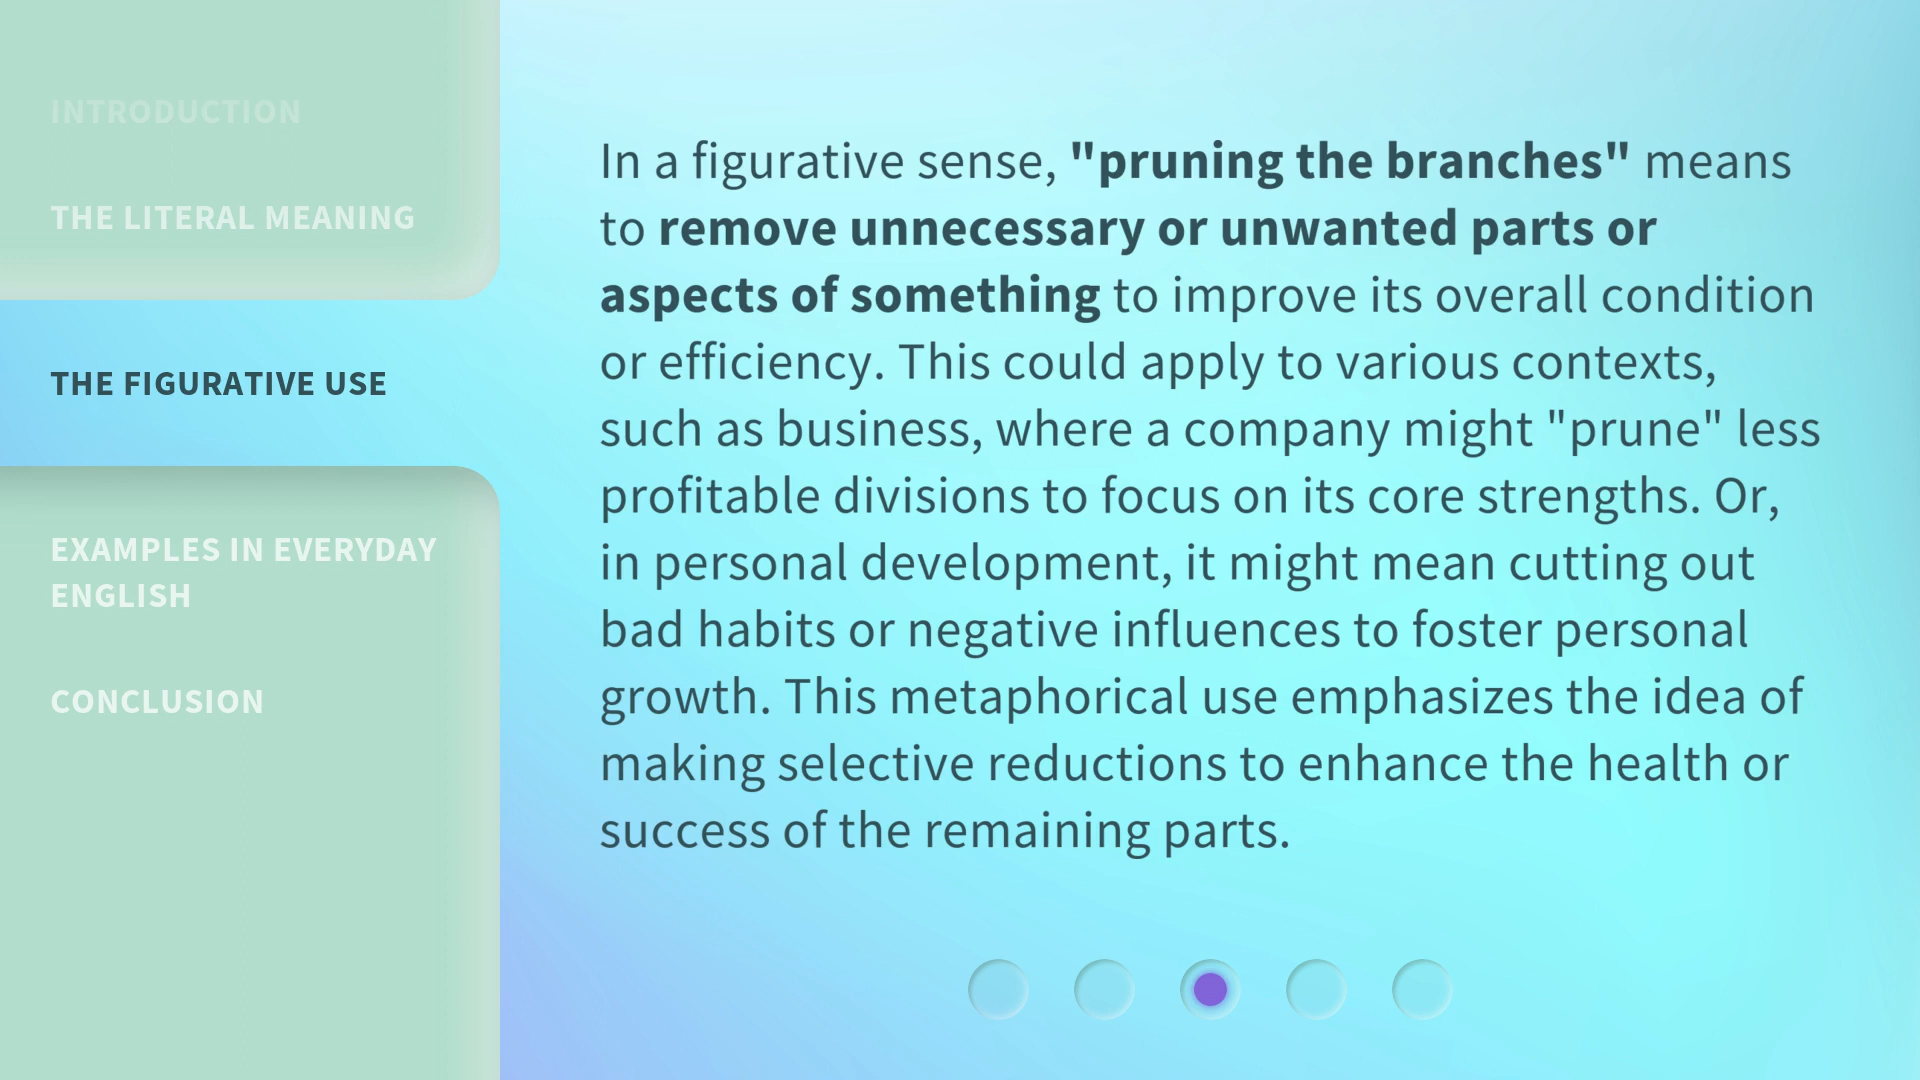 INTRODUCTION
THE LITERAL MEANING
THE FIGURATIVE USE
EXAMPLES IN EVERYDAY
ENGLISH
CONCLUSION
In a figurative sense, "pruning the branches" means
to remove unnecessary or unwanted parts or
aspects of something to improve its overall condition
or efficiency. This could apply to various contexts,
such as business, where a company might "prune" less
profitable divisions to focus on its core strengths. Or,
in personal development, it might mean cutting out
bad habits or negative influences to foster personal
growth. This metaphorical use emphasizes the idea of
making selective reductions to enhance the health or
success of the remaining parts.